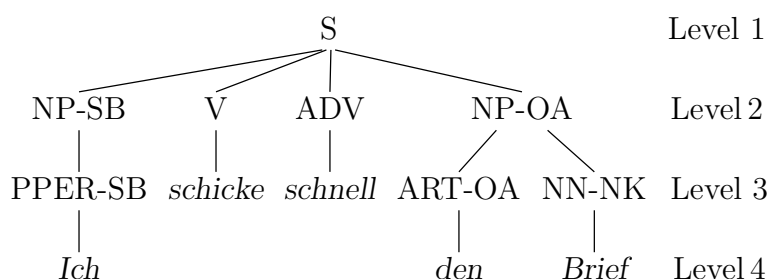 S Level 1
NP-SB V ADV NP-OA Level 2
PPER-SB schicke schnell ART-OA NN-NK Level 3
Ich den Brief Level 4